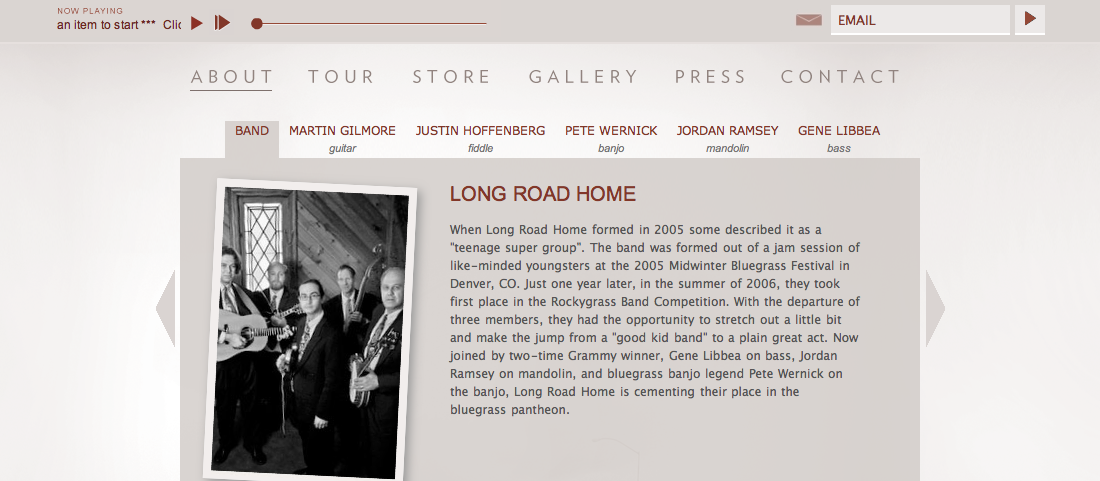 NOW PLAYING
an item to start *** Clic
EMAIL
ABOUT TOUR STORE GALLERY PRESS CONTACT
BAND MARTIN GILMORE JUSTIN HOFFENBERG PETE WERNICK JORDAN RAMSEY GENE LIBBEA
guitar fiddle banjo mandolin bass
LONG ROAD HOME
When Long Road Home formed in 2005 some described it as a
"teenage super group". The band was formed out of a jam session of
like-minded youngsters at the 2005 Midwinter Bluegrass Festival in
Denver, CO. Just one year later, in the summer of 2006, they took
first place in the Rockygrass Band Competition. With the departure of
three members, they had the opportunity to stretch out a little bit
and make the jump from a "good kid band" to a plain great act. Now
joined by two-time Grammy winner, Gene Libbea on bass, Jordan
Ramsey on mandolin, and bluegrass banjo legend Pete Wernick on
the banjo, Long Road Home is cementing their place in the
bluegrass pantheon.